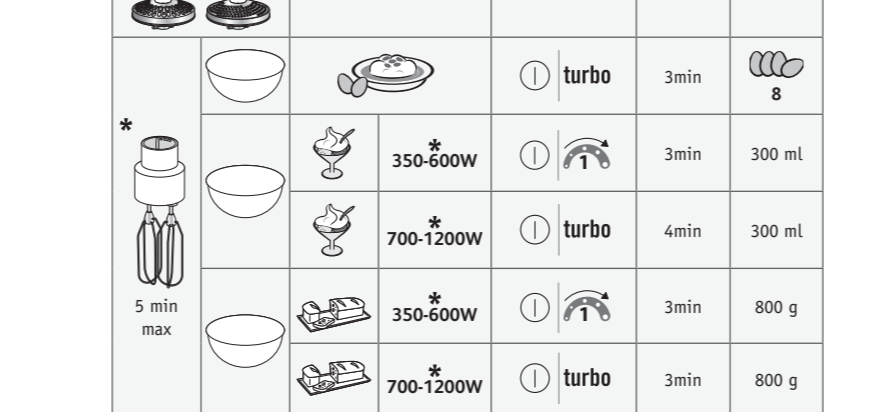 turbo 3min
8
*
*
350-600W 1 3min 300 ml
*
700-1200W turbo 4min 300 ml
5 min
max
*
350-600W 1 3min 800 g
*
700-1200W turbo 3min 800 g